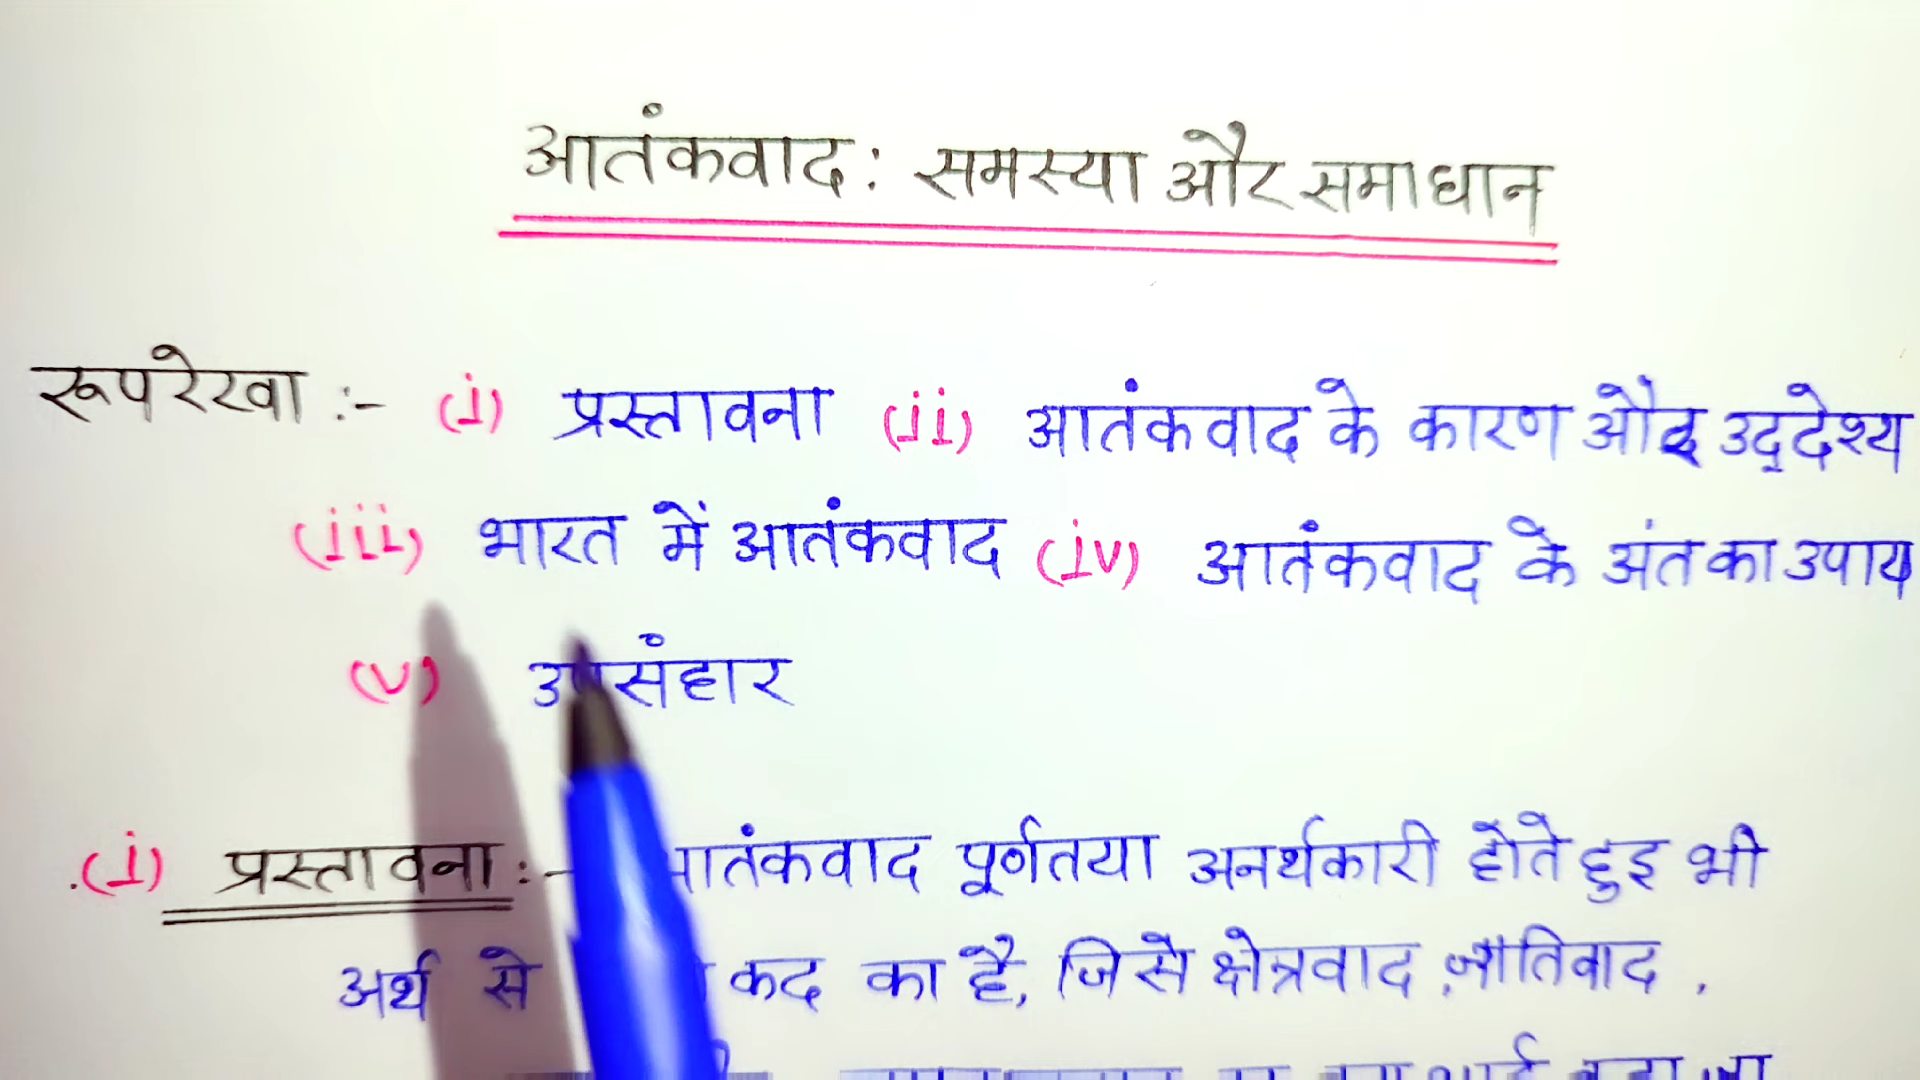 आतंकवाद: समस्या और समाधान
रूपरेखा :- (i) प्रस्तावना (ii) आतंकवाद के कारण और उद्देश्य
(iii) भारत में आतंकवाद (iv) आतंकवाद के अंत का उपाय
(v) उपसंहार
(i) प्रस्तावना :- आतंकवाद पूर्णतया अनर्थकारी होते हुइ भी
अर्थ से कद का है, जिसे क्षेत्रवाद, जातिवाद,